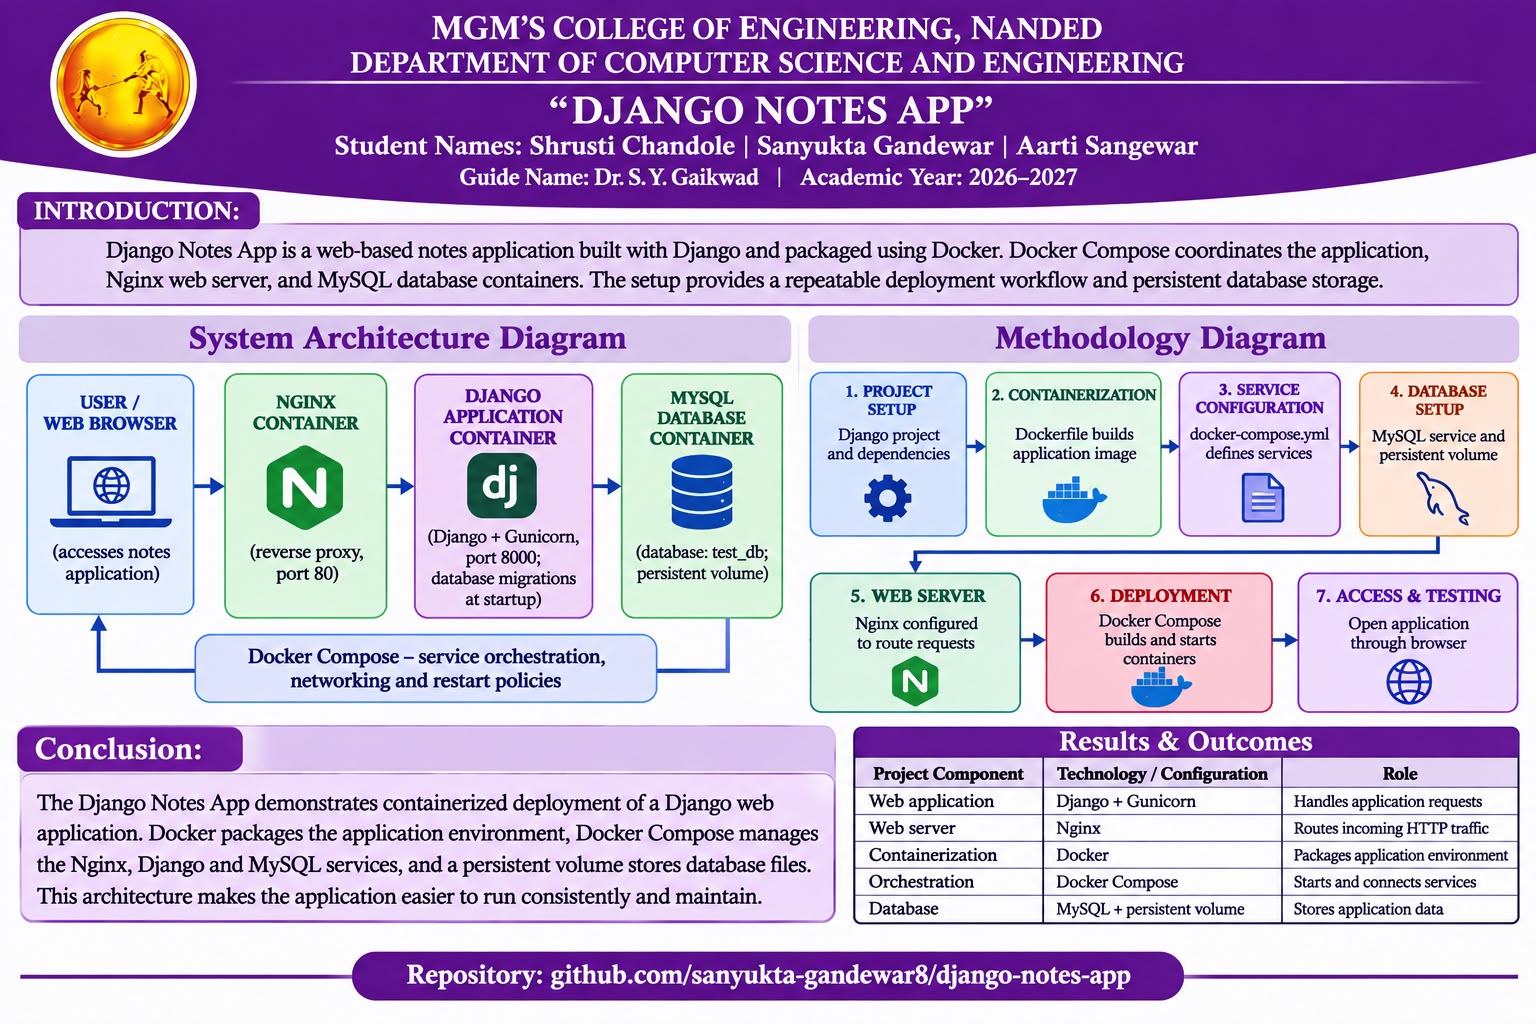 MGM'S COLLEGE OF ENGINEERING, NANDED
DEPARTMENT OF COMPUTER SCIENCE AND ENGINEERING
“DJANGO NOTES APP”
Student Names: Shrusti Chandole | Sanyukta Gandewar | Aarti Sangewar
Guide Name: Dr. S. Y. Gaikwad | Academic Year: 2026–2027
INTRODUCTION:
Django Notes App is a web-based notes application built with Django and packaged using Docker. Docker Compose coordinates the application,
Nginx web server, and MySQL database containers. The setup provides a repeatable deployment workflow and persistent database storage.
System Architecture Diagram
USER /
WEB BROWSER
(accesses notes
application)
NGINX
CONTAINER
N
(reverse proxy,
port 80)
DJANGO
APPLICATION
CONTAINER
dj
(Django + Gunicorn,
port 8000;
database migrations
at startup)
MYSQL
DATABASE
CONTAINER
(database: test_db;
persistent volume)
Docker Compose – service orchestration,
networking and restart policies
Methodology Diagram
1. PROJECT
SETUP
Django project
and dependencies
2. CONTAINERIZATION
Dockerfile builds
application image
3. SERVICE
CONFIGURATION
docker-compose.yml
defines services
4. DATABASE
SETUP
MySQL service and
persistent volume
5. WEB SERVER
Nginx configured
to route requests
N
6. DEPLOYMENT
Docker Compose
builds and starts
containers
7. ACCESS & TESTING
Open application
through browser
Conclusion:
The Django Notes App demonstrates containerized deployment of a Django web
application. Docker packages the application environment, Docker Compose manages
the Nginx, Django and MySQL services, and a persistent volume stores database files.
This architecture makes the application easier to run consistently and maintain.
Results & Outcomes
Project Component Technology / Configuration Role
Web application Django + Gunicorn Handles application requests
Web server Nginx Routes incoming HTTP traffic
Containerization Docker Packages application environment
Orchestration Docker Compose Starts and connects services
Database MySQL + persistent volume Stores application data
Repository: github.com/sanyukta-gandewar8/django-notes-app